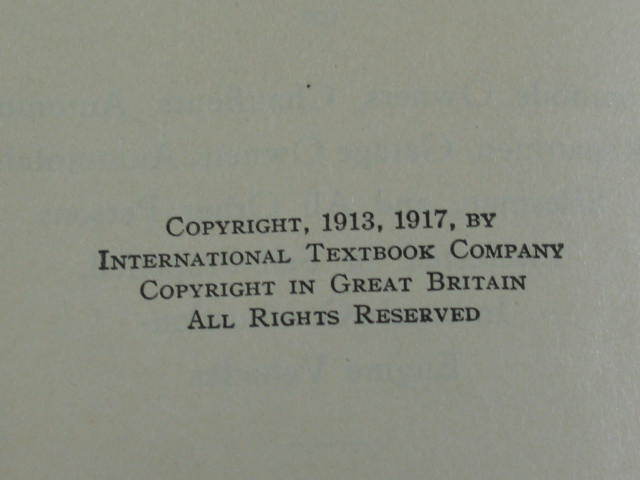 COPYRIGHT, 1913, 1917, BY
INTERNATIONAL TEXTBOOK COMPANY
COPYRIGHT IN GREAT BRITAIN
ALL RIGHTS RESERVED